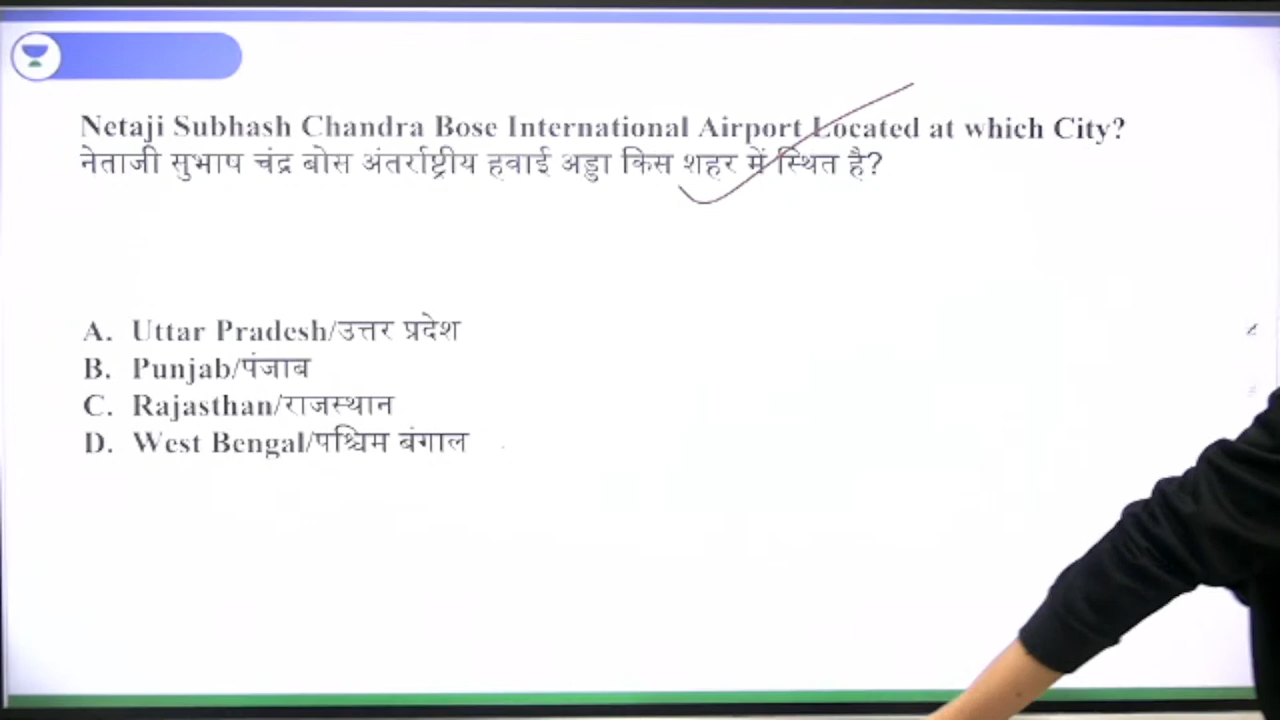 Netaji Subhash Chandra Bose International Airport Located at which City?
नेताजी सुभाष चंद्र बोस अंतर्राष्ट्रीय हवाई अड्डा किस शहर में स्थित है?
A. Uttar Pradesh/उत्तर प्रदेश
B. Punjab/पंजाब
C. Rajasthan/राजस्थान
D. West Bengal/पश्चिम बंगाल